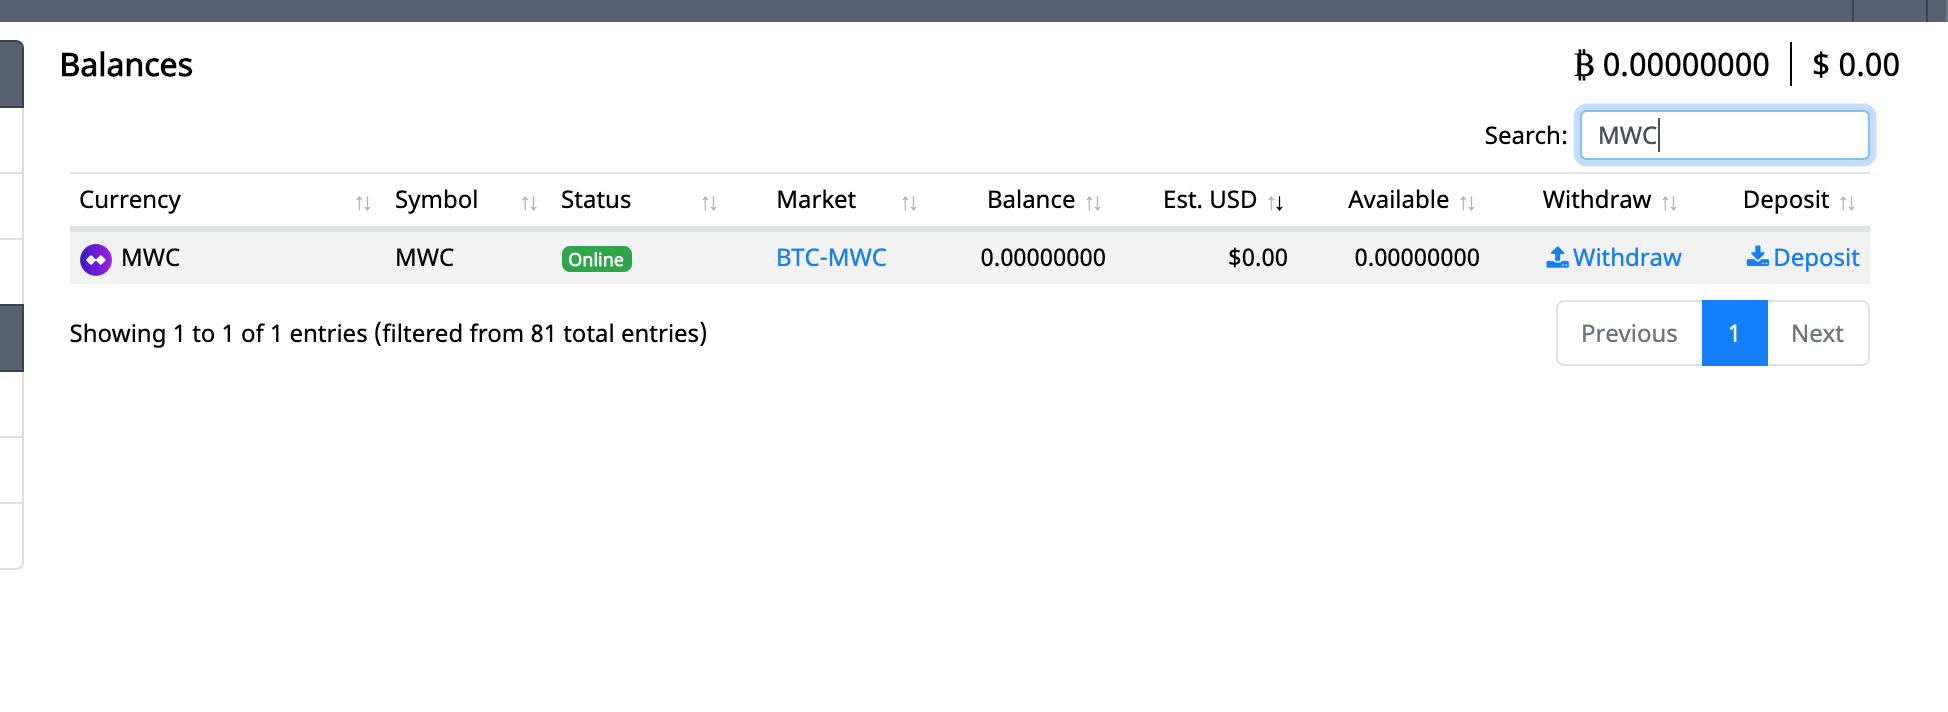 Balances
₿ 0.00000000 | $ 0.00
Search: MWC
Currency Symbol Status Market Balance Est. USD Available Withdraw Deposit
MWC MWC Online BTC-MWC 0.00000000 $0.00 0.00000000 Withdraw Deposit
Showing 1 to 1 of 1 entries (filtered from 81 total entries)
Previous 1 Next